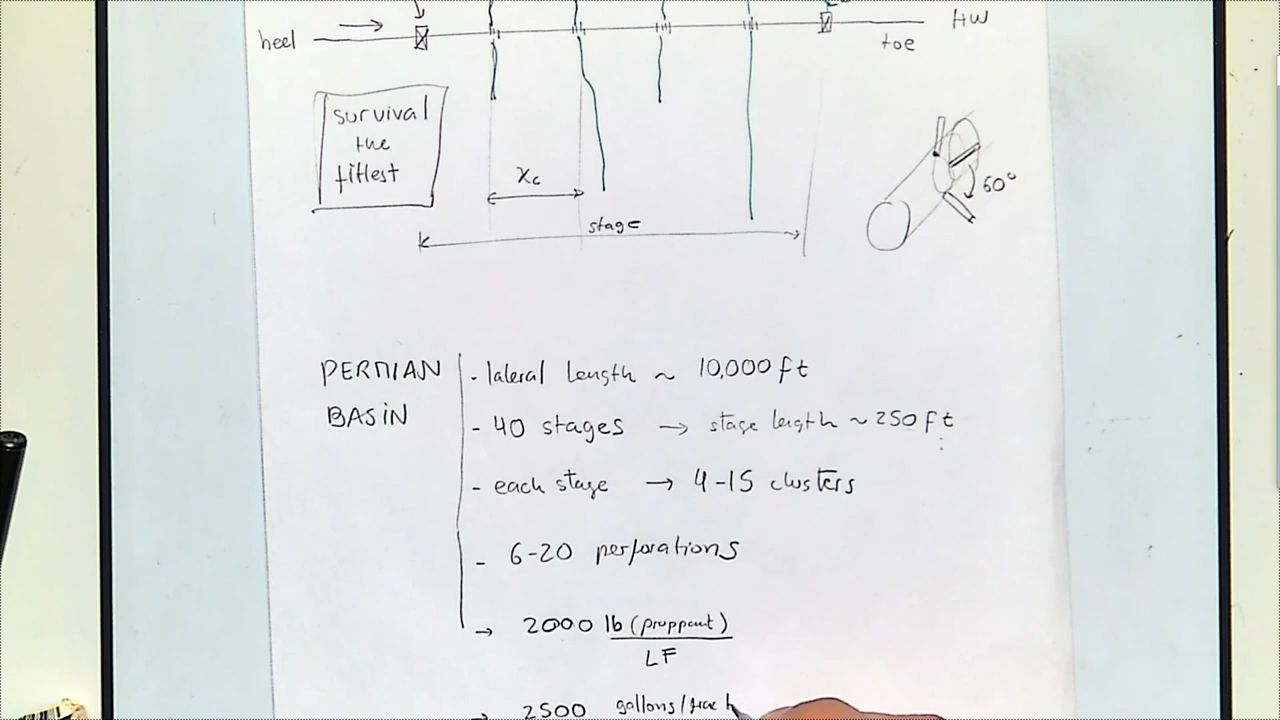 HW
heel
toe
survival
the
fittest
xc
60°
stage
PERMIAN
BASIN
- lateral length ~ 10,000 ft
- 40 stages → stage length ~ 250 ft
- each stage → 4-15 clusters
- 6-20 perforations
→ 2000 lb (proppant)
LF
→ 2500 gallons/